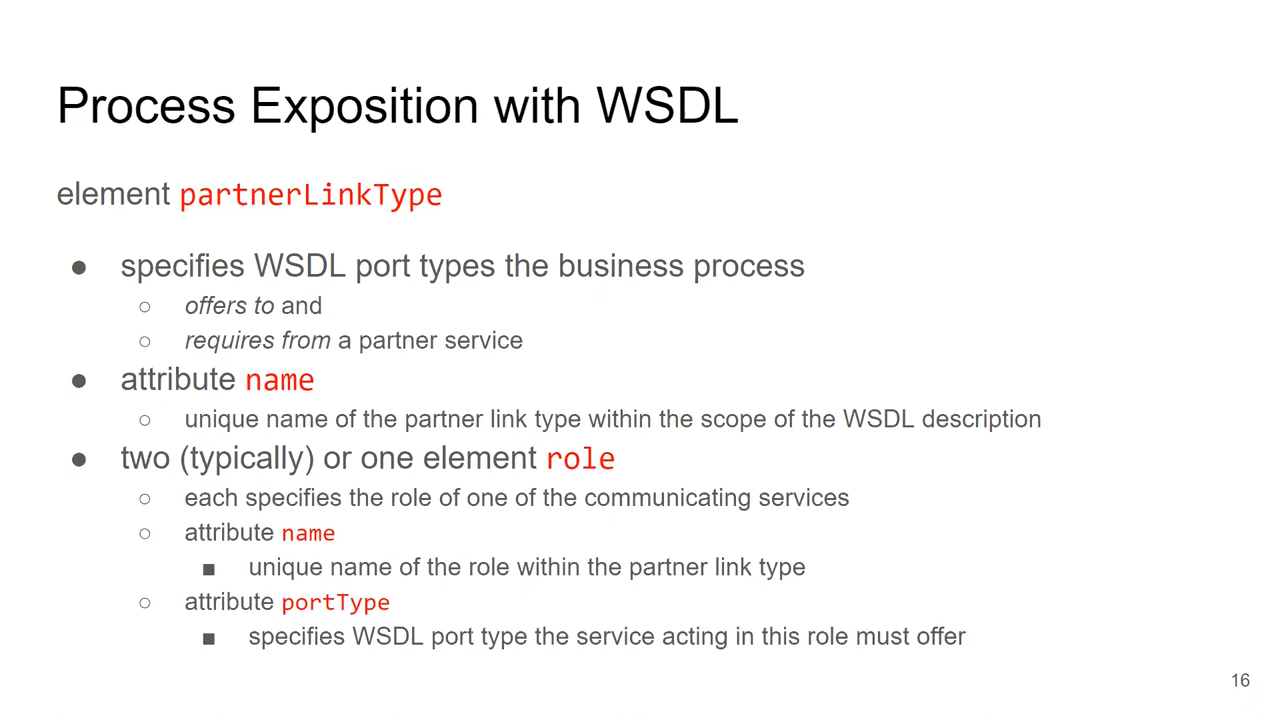 Process Exposition with WSDL
element partnerLinkType
● specifies WSDL port types the business process
○ offers to and
○ requires from a partner service
● attribute name
○ unique name of the partner link type within the scope of the WSDL description
● two (typically) or one element role
○ each specifies the role of one of the communicating services
○ attribute name
■ unique name of the role within the partner link type
○ attribute portType
■ specifies WSDL port type the service acting in this role must offer
16